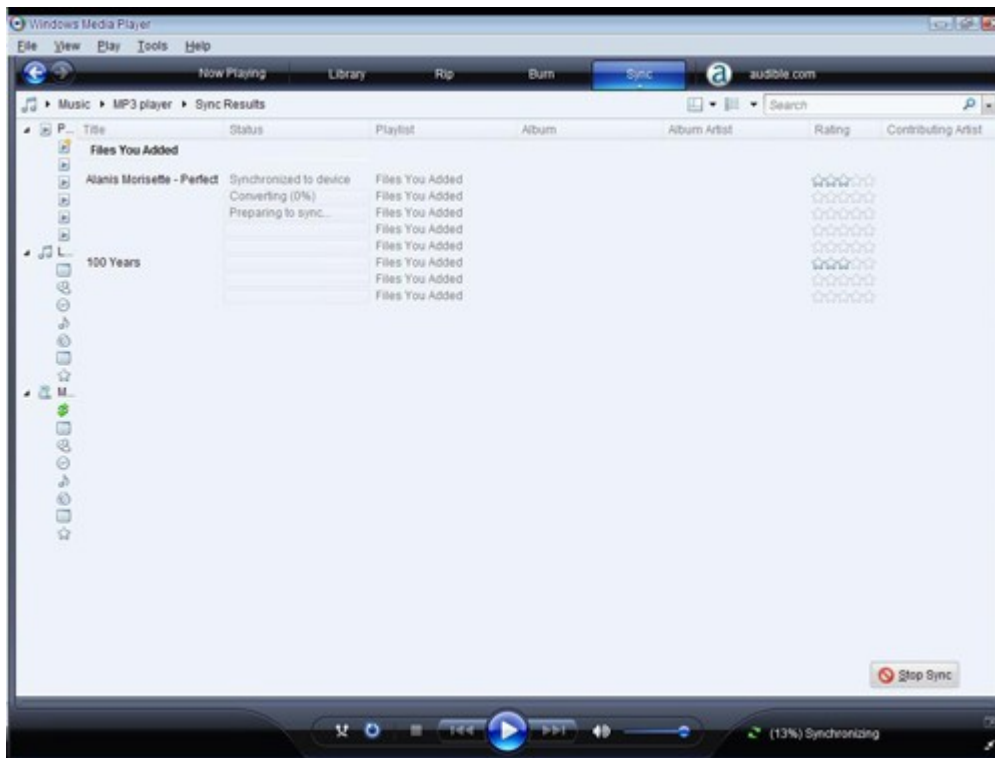 Windows Media Player
File View Play Tools Help
Now Playing Library Rip Burn Sync a audible.com
Music MP3 player Sync Results Search
P... Title Status Playlist Album Album Artist Rating Contributing Artist
Files You Added
Alanis Morisette - Perfect Synchronized to device Files You Added
Converting (0%) Files You Added
Preparing to sync... Files You Added
Files You Added
L... Files You Added
100 Years Files You Added
Files You Added
Files You Added
M...
Stop Sync
(13%) Synchronizing